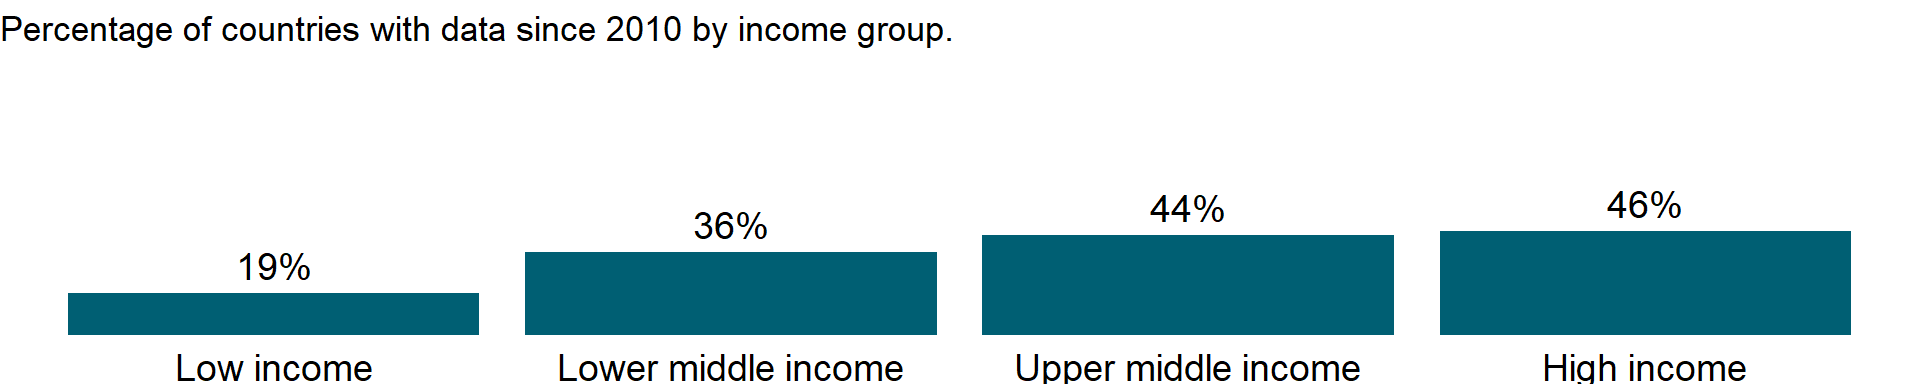 Percentage of countries with data since 2010 by income group.
19%
36%
44%
46%
Low income
Lower middle income
Upper middle income
High income